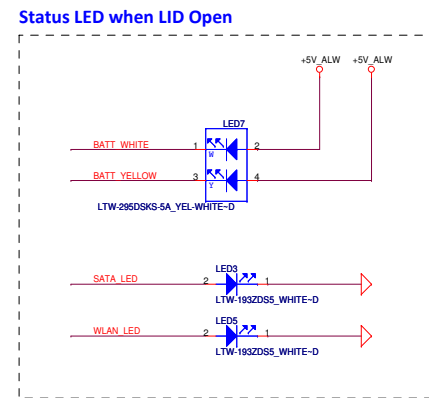 Status LED when LID Open
+5V_ALW +5V_ALW
LED7
BATT_WHITE 1 W 2
BATT_YELLOW 3 Y 4
LTW-295DSKS-5A_YEL-WHITE~D
LED3
SATA_LED 2 1
LTW-193ZDS5_WHITE~D
LED5
WLAN_LED 2 1
LTW-193ZDS5_WHITE~D